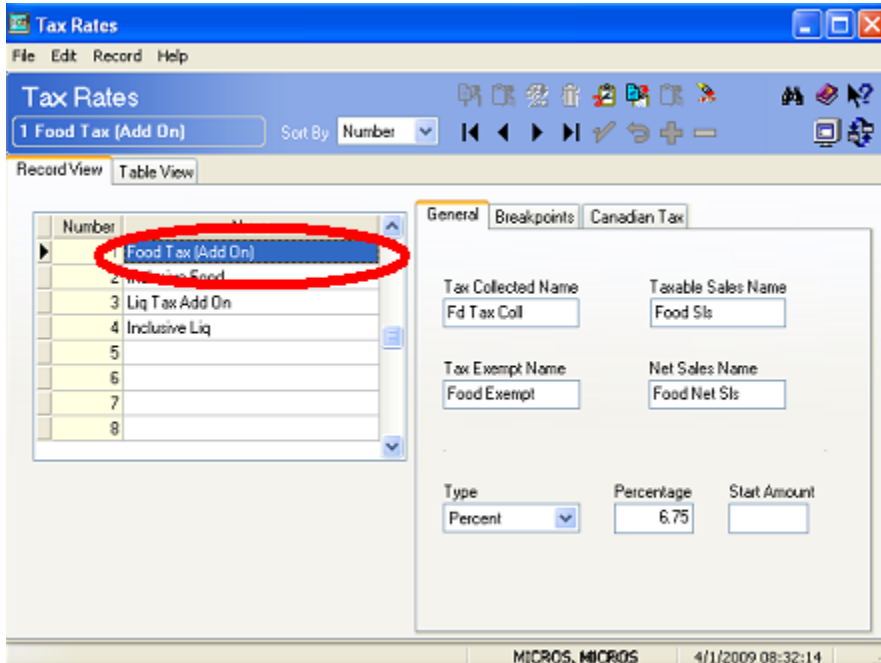 Tax Rates
File Edit Record Help
Tax Rates
1 Food Tax (Add On) Sort By Number
Record View Table View
General Breakpoints Canadian Tax
Number
1 Food Tax (Add On)
2 Inclusive Food
3 Liq Tax Add On
4 Inclusive Liq
5
6
7
8
Tax Collected Name Taxable Sales Name
Fd Tax Coll Food Sls
Tax Exempt Name Net Sales Name
Food Exempt Food Net Sls
Type Percentage Start Amount
Percent 6.75
MICROS, MICROS 4/1/2009 08:32:14